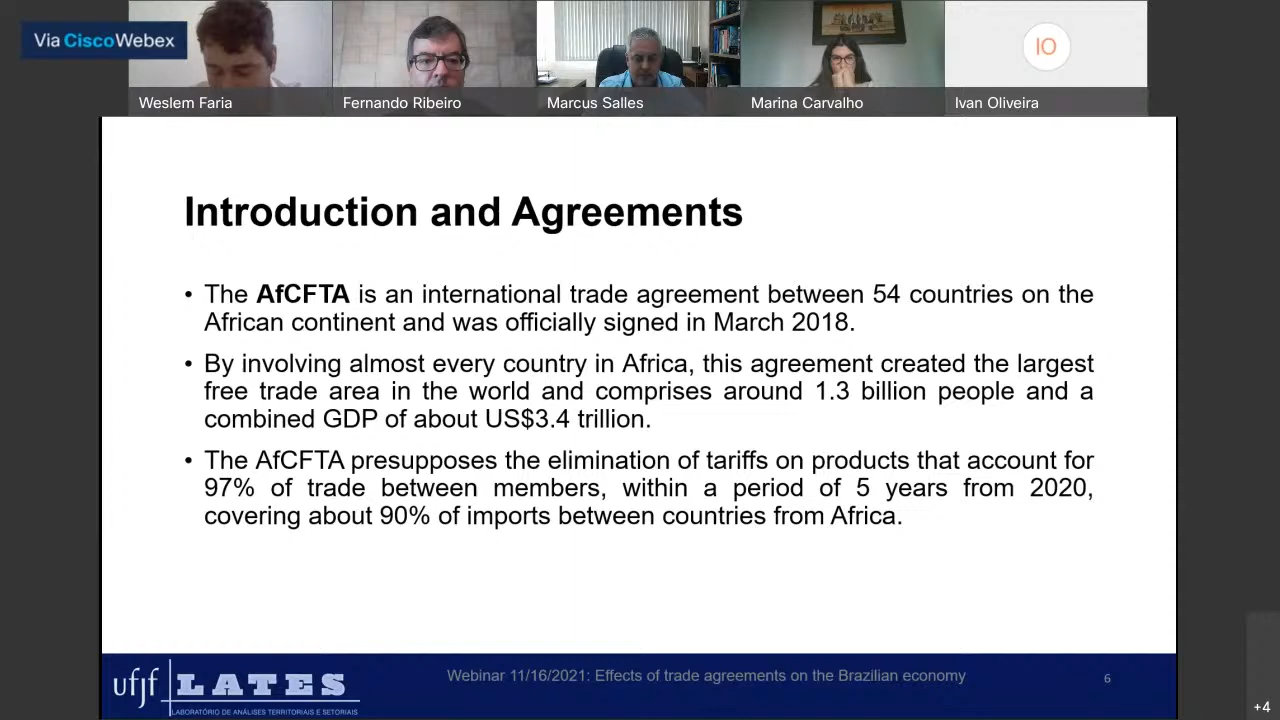 Via CiscoWebex
IO
Weslem Faria
Fernando Ribeiro
Marcus Salles
Marina Carvalho
Ivan Oliveira
Introduction and Agreements
• The AfCFTA is an international trade agreement between 54 countries on the
African continent and was officially signed in March 2018.
• By involving almost every country in Africa, this agreement created the largest
free trade area in the world and comprises around 1.3 billion people and a
combined GDP of about US$3.4 trillion.
• The AfCFTA presupposes the elimination of tariffs on products that account for
97% of trade between members, within a period of 5 years from 2020,
covering about 90% of imports between countries from Africa.
ufjf LATES
LABORATÓRIO DE ANÁLISES TERRITORIAIS E SETORIAIS
Webinar 11/16/2021: Effects of trade agreements on the Brazilian economy
6
+4